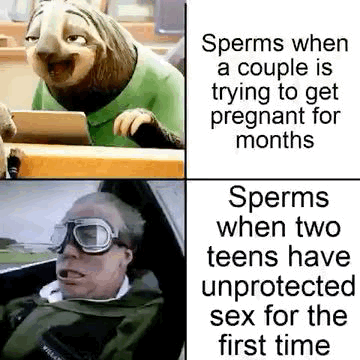 Sperms when
a couple is
trying to get
pregnant for
months
Sperms
when two
teens have
unprotected
sex for the
first time